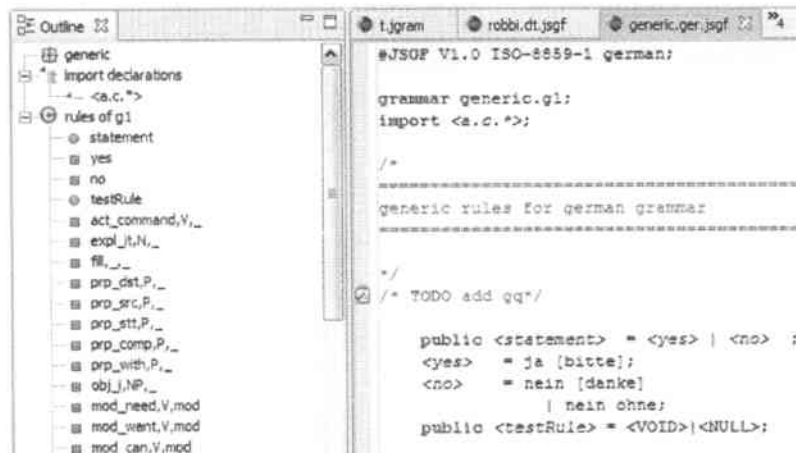 Outline
generic
import declarations
<a.c.*>
rules of g1
statement
yes
no
testRule
act_command,V,_
expl_jt,N,_
fill,_,_
prp_dst,P,_
prp_src,P,_
prp_stt,P,_
prp_comp,P,_
prp_with,P,_
obj_j,NP,_
mod_need,V,mod
mod_want,V,mod
mod_can,V,mod
t.jgram robbi.dt.jsgf generic.ger.jsgf »4
#JSGF V1.0 ISO-8859-1 german;
grammar generic.g1;
import <a.c.*>;
/*
================================================
generic rules for german grammar
================================================
*/
/* TODO add gq*/
public <statement> = <yes> | <no> ;
<yes> = ja [bitte];
<no> = nein [danke]
| nein ohne;
public <testRule> = <VOID>|<NULL>;